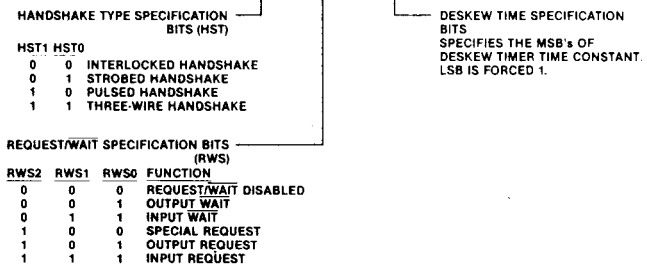 HANDSHAKE TYPE SPECIFICATION
BITS (HST)
HST1 HST0
0 0 INTERLOCKED HANDSHAKE
0 1 STROBED HANDSHAKE
1 0 PULSED HANDSHAKE
1 1 THREE-WIRE HANDSHAKE
DESKEW TIME SPECIFICATION
BITS
SPECIFIES THE MSB's OF
DESKEW TIMER TIME CONSTANT.
LSB IS FORCED 1.
REQUEST/WAIT SPECIFICATION BITS
(RWS)
RWS2 RWS1 RWS0 FUNCTION
0 0 0 REQUEST/WAIT DISABLED
0 0 1 OUTPUT WAIT
0 1 1 INPUT WAIT
1 0 0 SPECIAL REQUEST
1 0 1 OUTPUT REQUEST
1 1 1 INPUT REQUEST